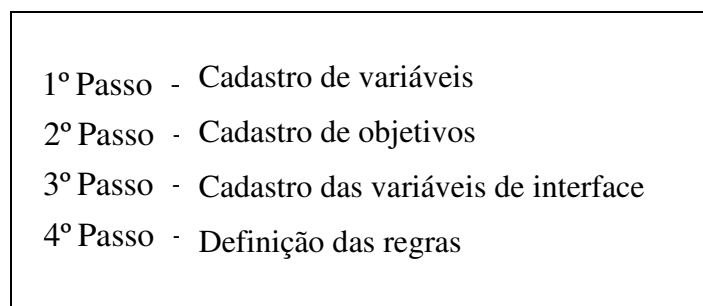 1º Passo - Cadastro de variáveis
2º Passo - Cadastro de objetivos
3º Passo - Cadastro das variáveis de interface
4º Passo - Definição das regras